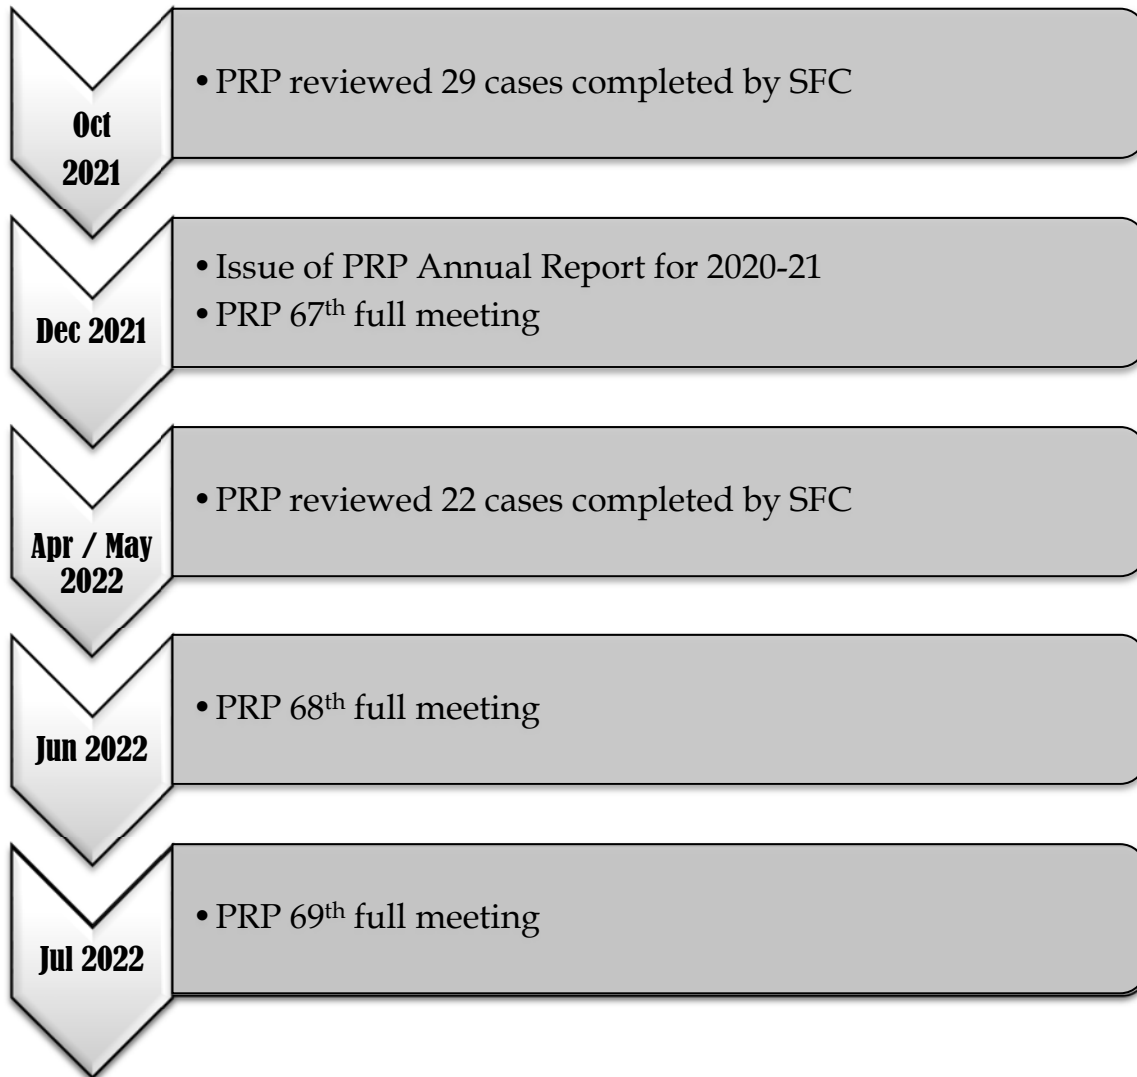 Oct
2021
• PRP reviewed 29 cases completed by SFC
Dec 2021
• Issue of PRP Annual Report for 2020-21
• PRP 67th full meeting
Apr / May
2022
• PRP reviewed 22 cases completed by SFC
Jun 2022
• PRP 68th full meeting
Jul 2022
• PRP 69th full meeting